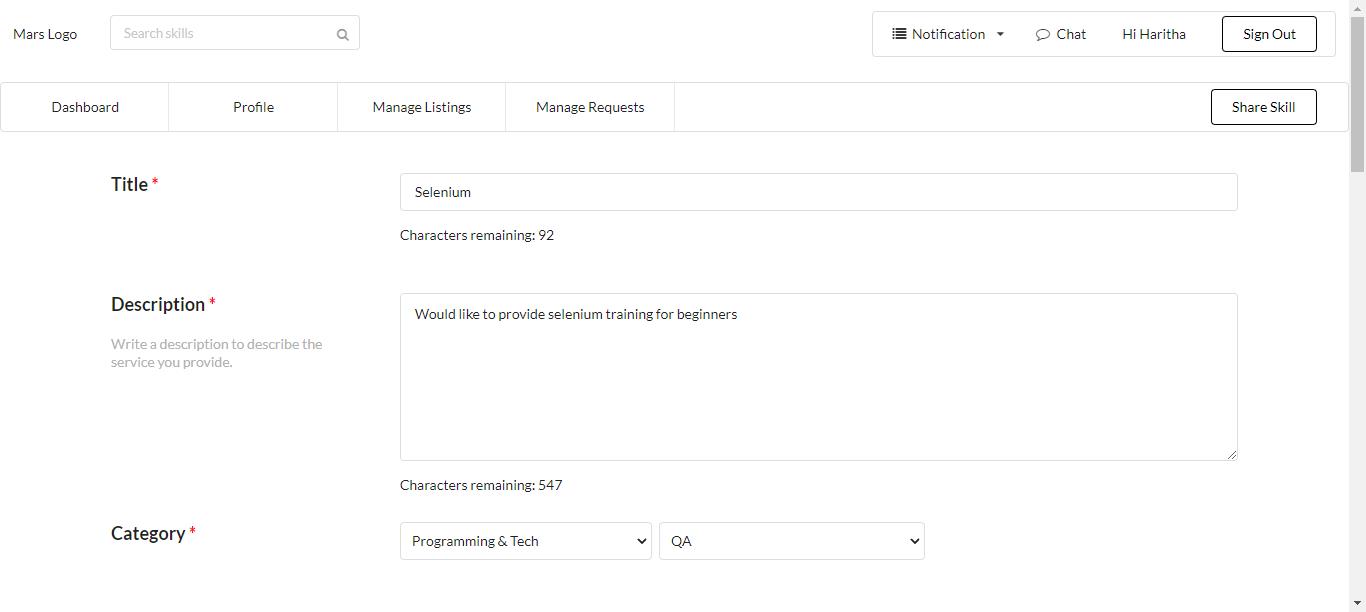 Mars Logo
Search skills
Notification
Chat
Hi Haritha
Sign Out
Dashboard
Profile
Manage Listings
Manage Requests
Share Skill
Title *
Selenium
Characters remaining: 92
Description *
Write a description to describe the
service you provide.
Would like to provide selenium training for beginners
Characters remaining: 547
Category *
Programming & Tech
QA